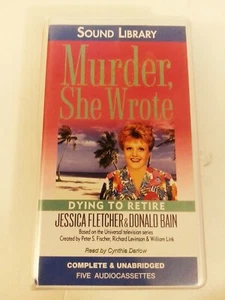 SOUND LIBRARY
Murder,
She Wrote
DYING TO RETIRE
JESSICA FLETCHER & DONALD BAIN
Based on the Universal television series
Created by Peter S. Fischer, Richard Levinson & William Link
Read by Cynthia Darlow
COMPLETE & UNABRIDGED
FIVE AUDIOCASSETTES